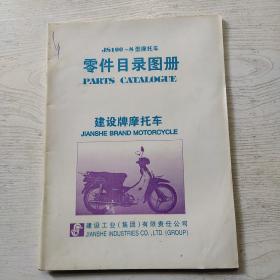 JS100-8型摩托车
零件目录图册
PARTS CATALOGUE
建设牌摩托车
JIANSHE BRAND MOTORCYCLE
建设工业(集团)有限责任公司
JIANSHE INDUSTRIES CO.,LTD.(GROUP)